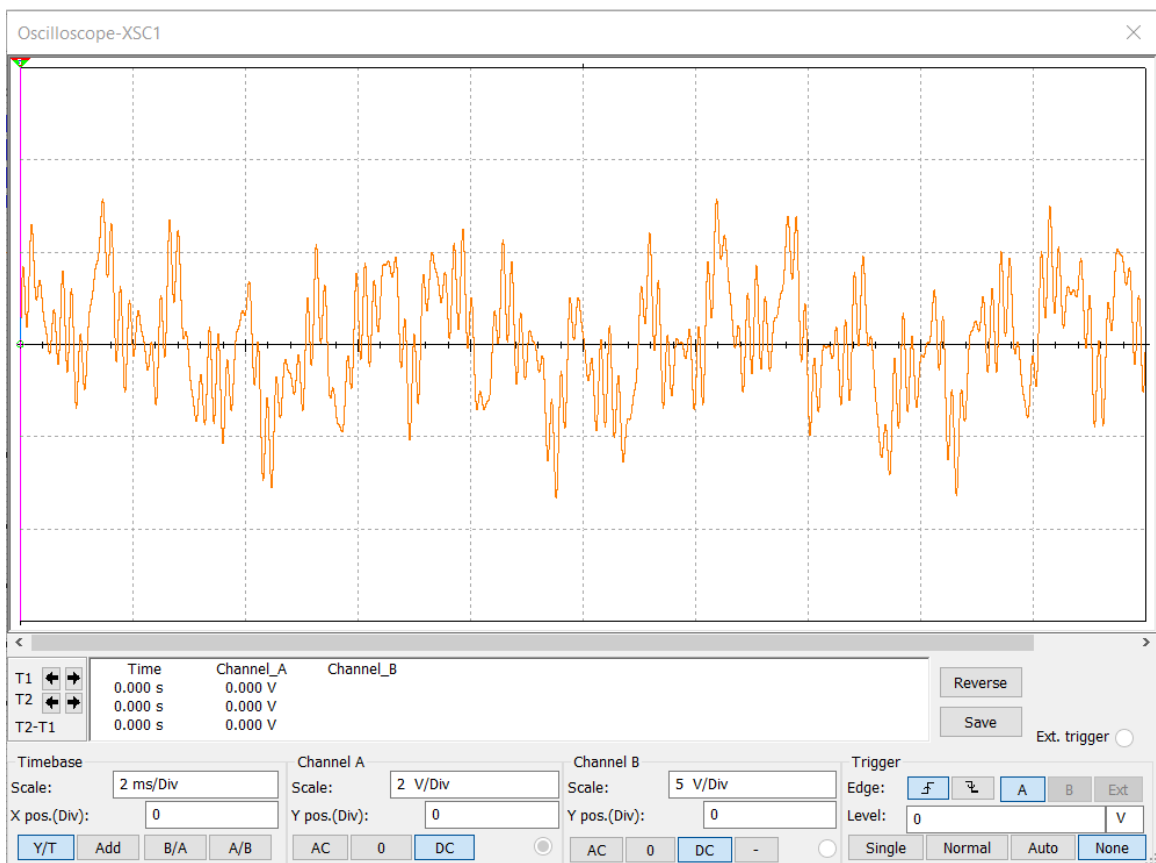 Oscilloscope-XSC1
T1
T2
T2-T1
Time Channel_A Channel_B
0.000 s 0.000 V
0.000 s 0.000 V
0.000 s 0.000 V
Reverse
Save
Ext. trigger
Timebase
Scale: 2 ms/Div
X pos.(Div): 0
Y/T Add B/A A/B
Channel A
Scale: 2 V/Div
Y pos.(Div): 0
AC 0 DC
Channel B
Scale: 5 V/Div
Y pos.(Div): 0
AC 0 DC -
Trigger
Edge: A B Ext
Level: 0 V
Single Normal Auto None